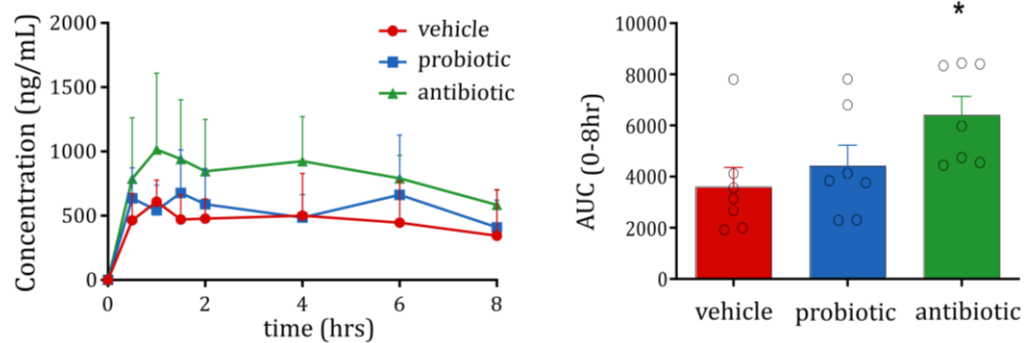 Concentration (ng/mL)
2000
1500
1000
500
0
0 2 4 6 8
time (hrs)
vehicle
probiotic
antibiotic
AUC (0-8hr)
10000
8000
6000
4000
2000
0
*
vehicle probiotic antibiotic